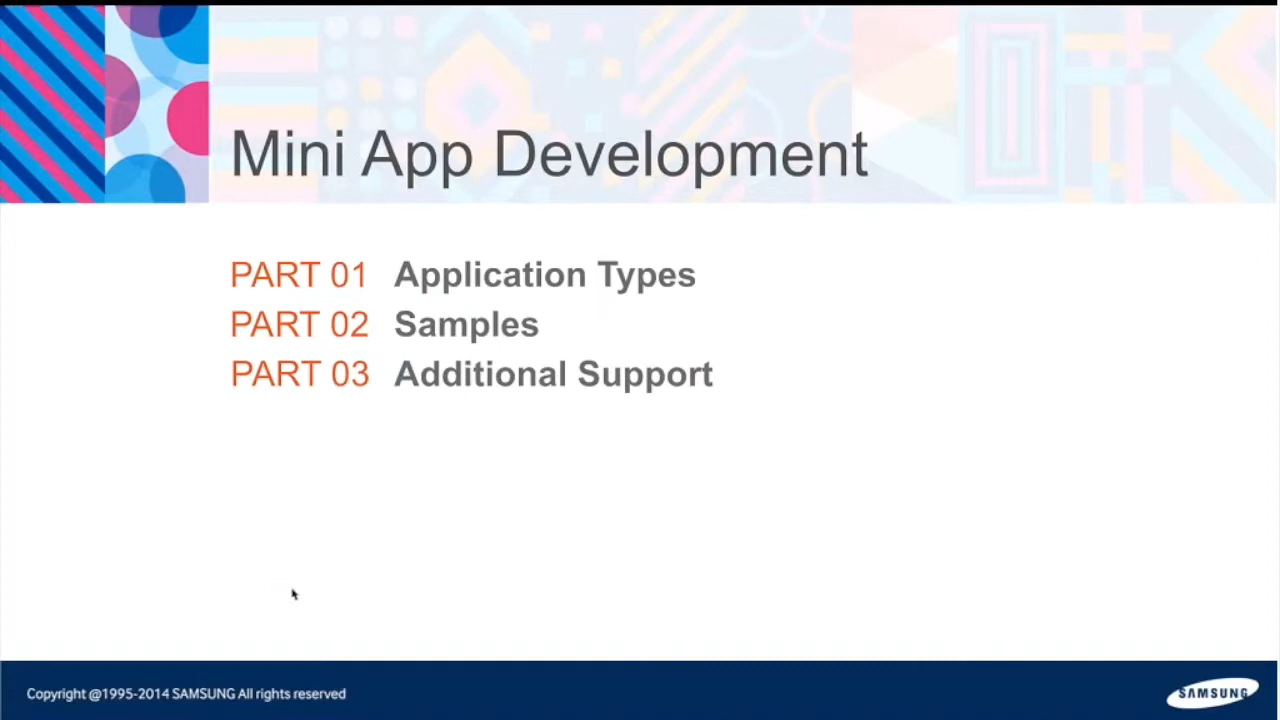 Mini App Development
PART 01 Application Types
PART 02 Samples
PART 03 Additional Support
Copyright @1995-2014 SAMSUNG All rights reserved
SAMSUNG